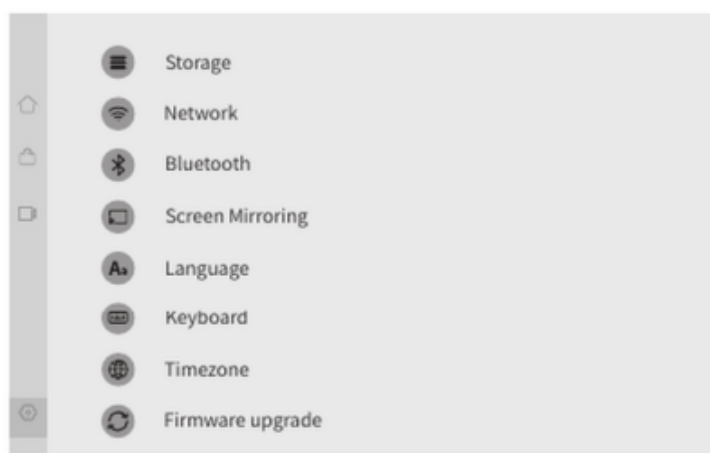 Storage
Network
Bluetooth
Screen Mirroring
Language
Keyboard
Timezone
Firmware upgrade